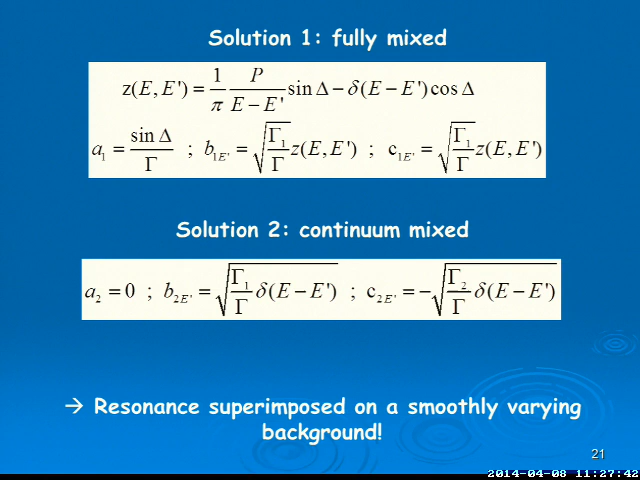 Solution 1: fully mixed
z(E, E') = 1/π P/(E − E') sin Δ − δ(E − E') cos Δ
a₁ = sin Δ/Γ ; b₁E' = √(Γ₁/Γ) z(E, E') ; c₁E' = √(Γ₁/Γ) z(E, E')
Solution 2: continuum mixed
a₂ = 0 ; b₂E' = √(Γ₁/Γ) δ(E − E') ; c₂E' = −√(Γ₂/Γ) δ(E − E')
→ Resonance superimposed on a smoothly varying
background!
21
2014-04-08 11:27:42